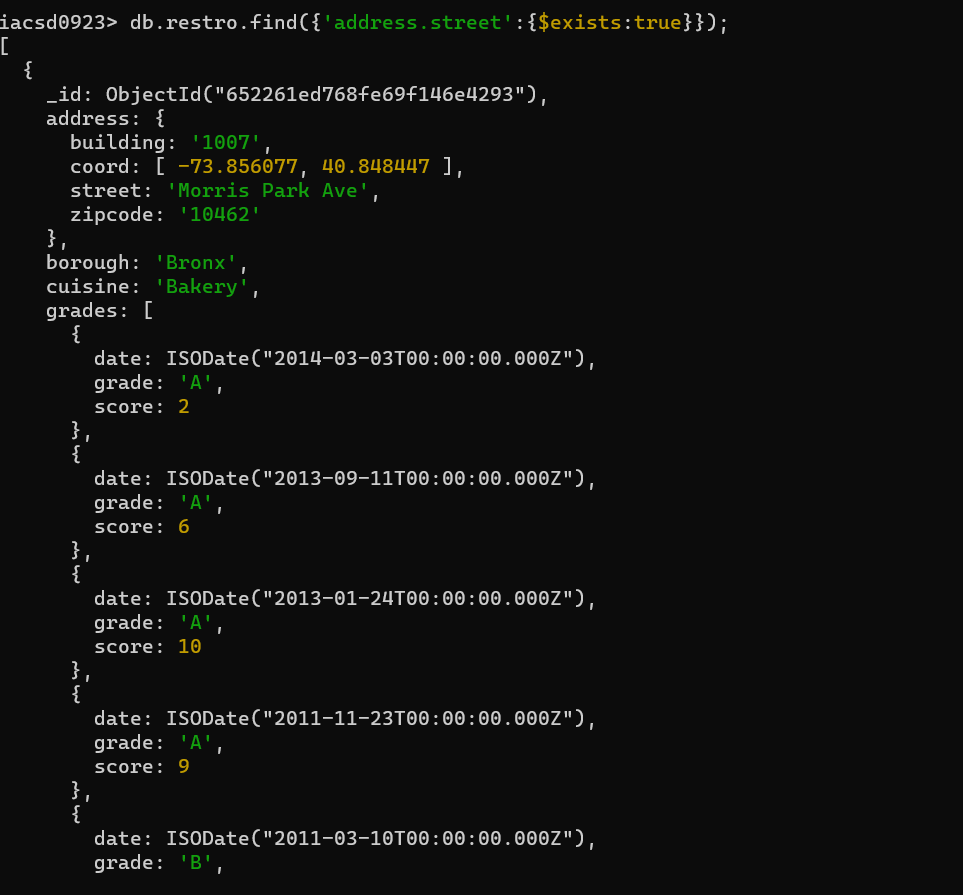 iacsd0923> db.restro.find({'address.street':{$exists:true}});
[
  {
    _id: ObjectId("652261ed768fe69f146e4293"),
    address: {
      building: '1007',
      coord: [ -73.856077, 40.848447 ],
      street: 'Morris Park Ave',
      zipcode: '10462'
    },
    borough: 'Bronx',
    cuisine: 'Bakery',
    grades: [
      {
        date: ISODate("2014-03-03T00:00:00.000Z"),
        grade: 'A',
        score: 2
      },
      {
        date: ISODate("2013-09-11T00:00:00.000Z"),
        grade: 'A',
        score: 6
      },
      {
        date: ISODate("2013-01-24T00:00:00.000Z"),
        grade: 'A',
        score: 10
      },
      {
        date: ISODate("2011-11-23T00:00:00.000Z"),
        grade: 'A',
        score: 9
      },
      {
        date: ISODate("2011-03-10T00:00:00.000Z"),
        grade: 'B',